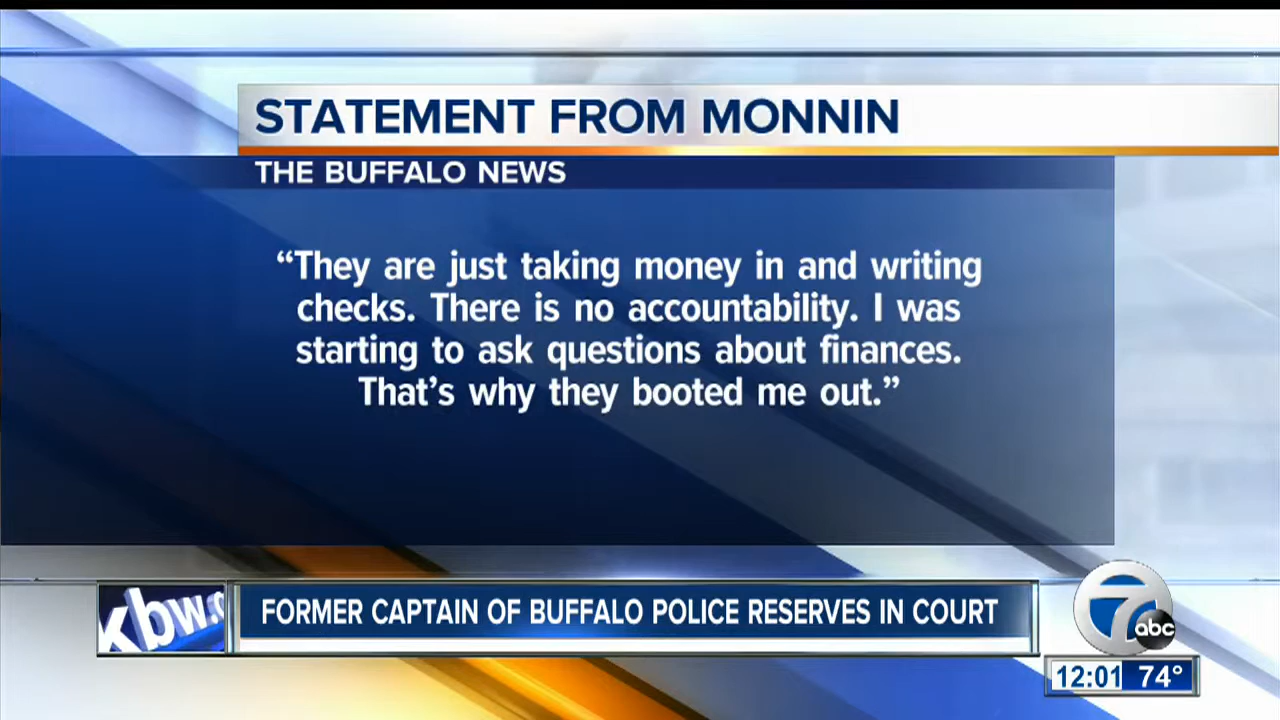 STATEMENT FROM MONNIN
THE BUFFALO NEWS
“They are just taking money in and writing
checks. There is no accountability. I was
starting to ask questions about finances.
That’s why they booted me out.”
kbw.c
FORMER CAPTAIN OF BUFFALO POLICE RESERVES IN COURT
7
abc
12:01 74°